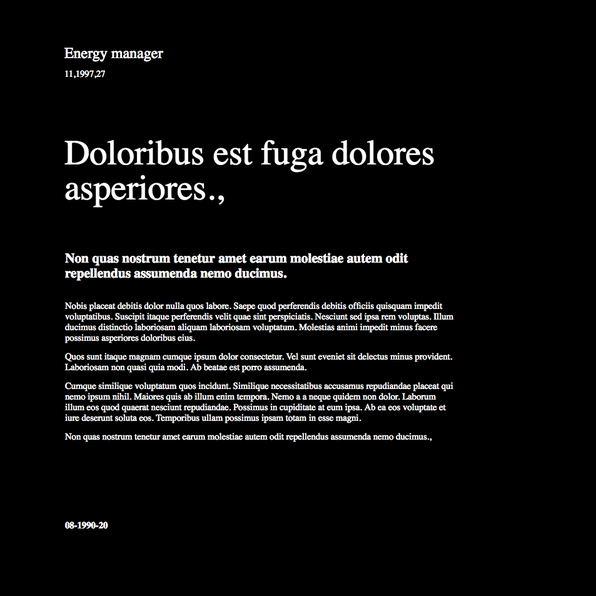 Energy manager
11,1997,27
Doloribus est fuga dolores
asperiores.,
Non quas nostrum tenetur amet earum molestiae autem odit
repellendus assumenda nemo ducimus.
Nobis placeat debitis dolor nulla quos labore. Saepe quod perferendis debitis officiis quisquam impedit
voluptatibus. Suscipit itaque perferendis velit quae sint perspiciatis. Nesciunt sed ipsa rem voluptas. Illum
ducimus distinctio laboriosam aliquam laboriosam voluptatum. Molestias animi impedit minus facere
possimus asperiores doloribus eius.
Quos sunt itaque magnam cumque ipsum dolor consectetur. Vel sunt eveniet sit delectus minus provident.
Laboriosam non quasi quia modi. Ab beatae est porro assumenda.
Cumque similique voluptatum quos incidunt. Similique necessitatibus accusamus repudiandae placeat qui
nemo ipsum nihil. Maiores quis ab illum enim tempora. Nemo a a neque quidem non dolor. Laborum
illum eos quod quaerat nesciunt repudiandae. Possimus in cupiditate at eum ipsa. Ab ea eos voluptate et
iure deserunt soluta eos. Temporibus ullam possimus ipsam totam in esse magni.
Non quas nostrum tenetur amet earum molestiae autem odit repellendus assumenda nemo ducimus.,
08-1990-20